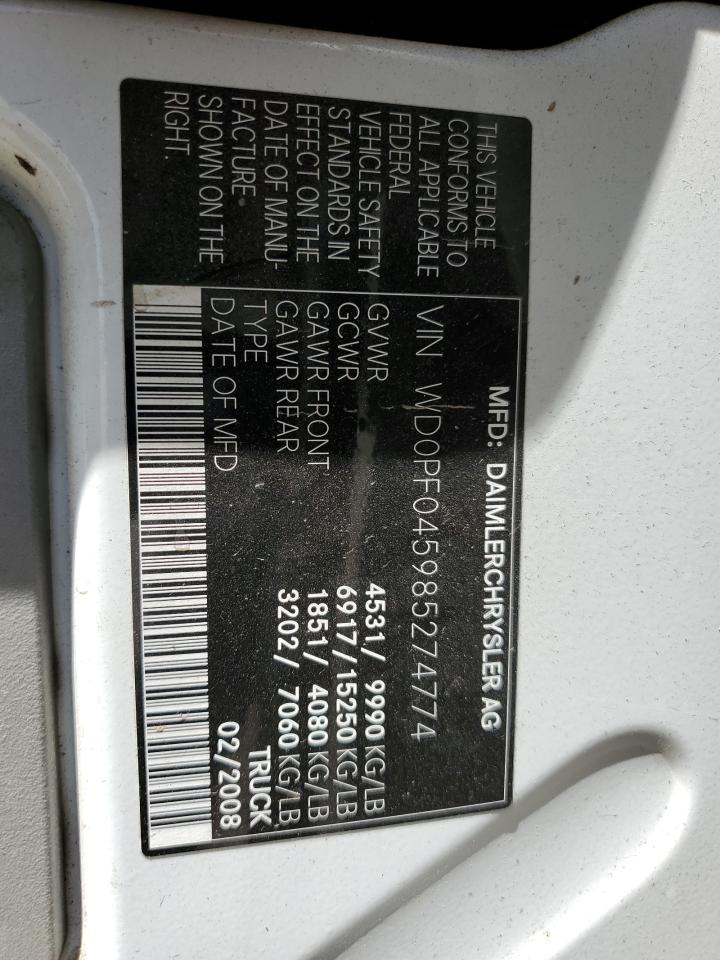 THIS VEHICLE
CONFORMS TO
ALL APPLICABLE
FEDERAL
VEHICLE SAFETY
STANDARDS IN
EFFECT ON THE
DATE OF MANU-
FACTURE
SHOWN ON THE
RIGHT.
MFD: DAIMLERCHRYSLER AG
VIN WD0PF045985274774
GVWR 4531/ 9990 KG/LB
GCWR 6917/15250 KG/LB
GAWR FRONT 1851/ 4080 KG/LB
GAWR REAR 3202/ 7060 KG/LB
TYPE TRUCK
DATE OF MFD 02/2008